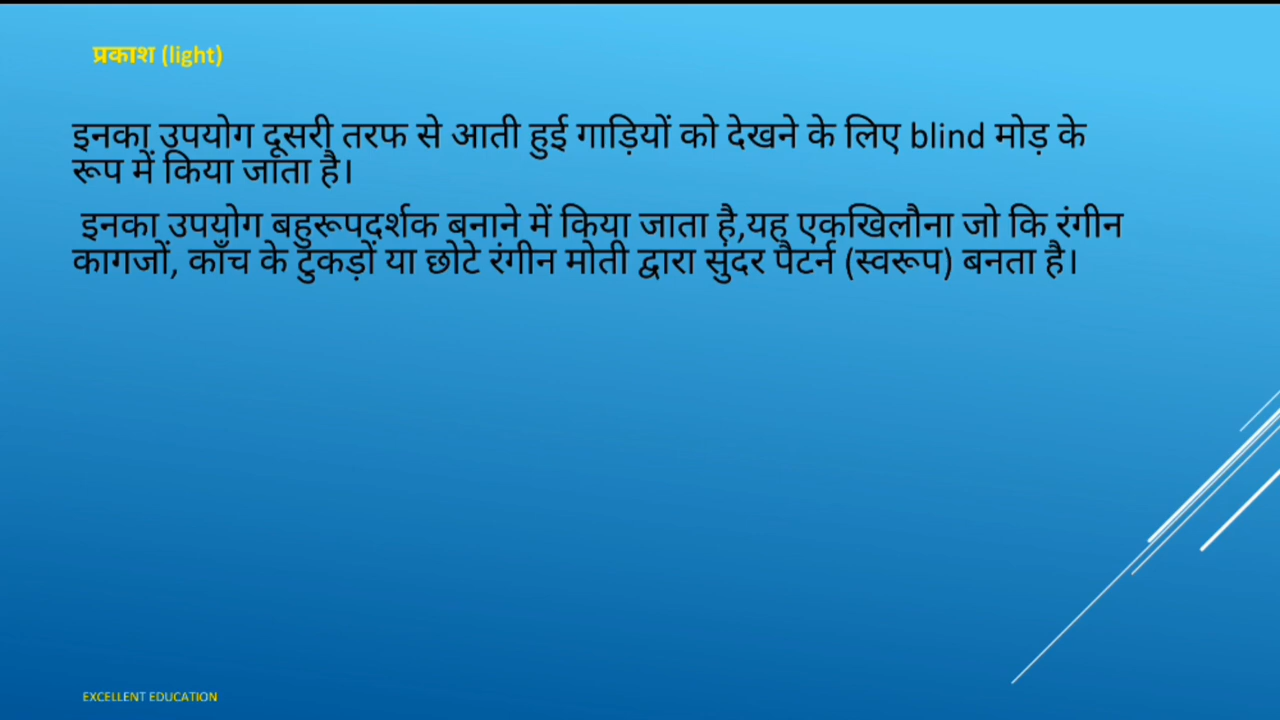 प्रकाश (light)
इनका उपयोग दूसरी तरफ से आती हुई गाड़ियों को देखने के लिए blind मोड़ के
रूप में किया जाता है।
इनका उपयोग बहुरूपदर्शक बनाने में किया जाता है,यह एकखिलौना जो कि रंगीन
कागजों, काँच के टुकड़ों या छोटे रंगीन मोती द्वारा सुंदर पैटर्न (स्वरूप) बनता है।
EXCELLENT EDUCATION